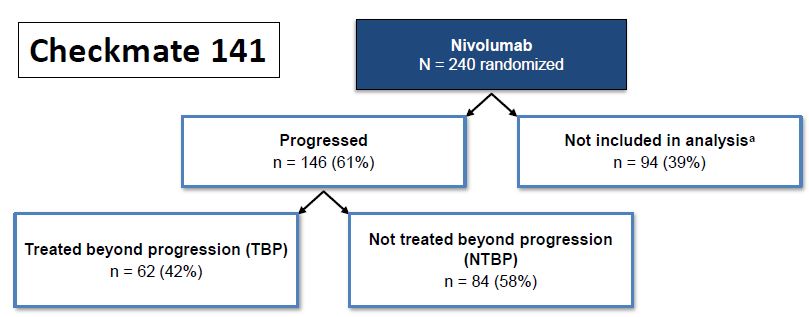 Checkmate 141
Nivolumab
N = 240 randomized
Progressed
n = 146 (61%)
Not included in analysisª
n = 94 (39%)
Treated beyond progression (TBP)
n = 62 (42%)
Not treated beyond progression
(NTBP)
n = 84 (58%)